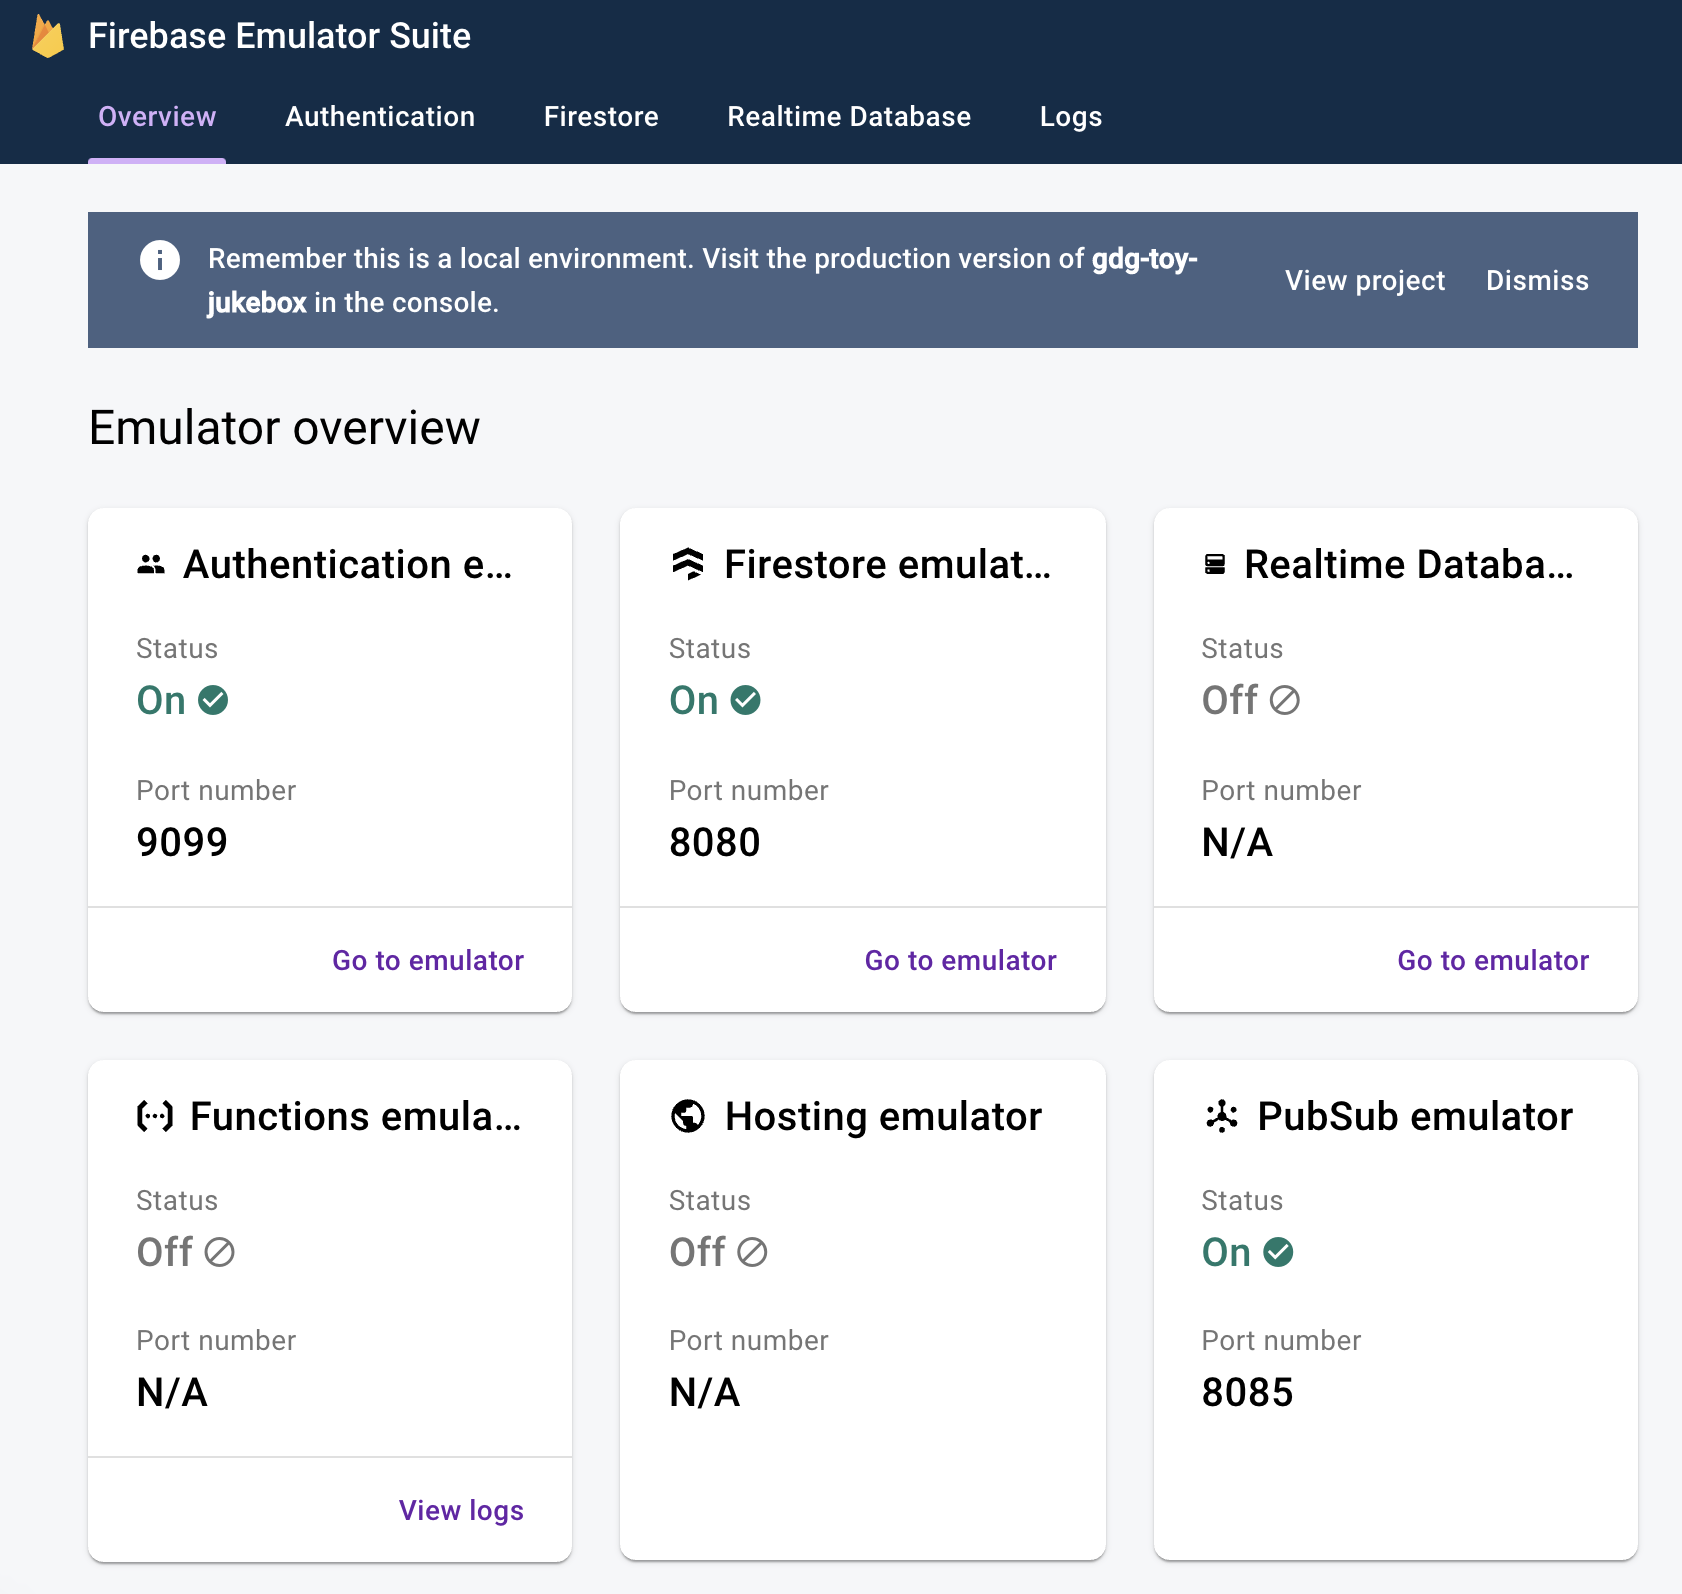 Firebase Emulator Suite
Overview Authentication Firestore Realtime Database Logs
Remember this is a local environment. Visit the production version of gdg-toy-
jukebox in the console.
View project Dismiss
Emulator overview
Authentication e...
Status
On
Port number
9099
Go to emulator
Firestore emulat...
Status
On
Port number
8080
Go to emulator
Realtime Databa...
Status
Off
Port number
N/A
Go to emulator
Functions emula...
Status
Off
Port number
N/A
View logs
Hosting emulator
Status
Off
Port number
N/A
PubSub emulator
Status
On
Port number
8085